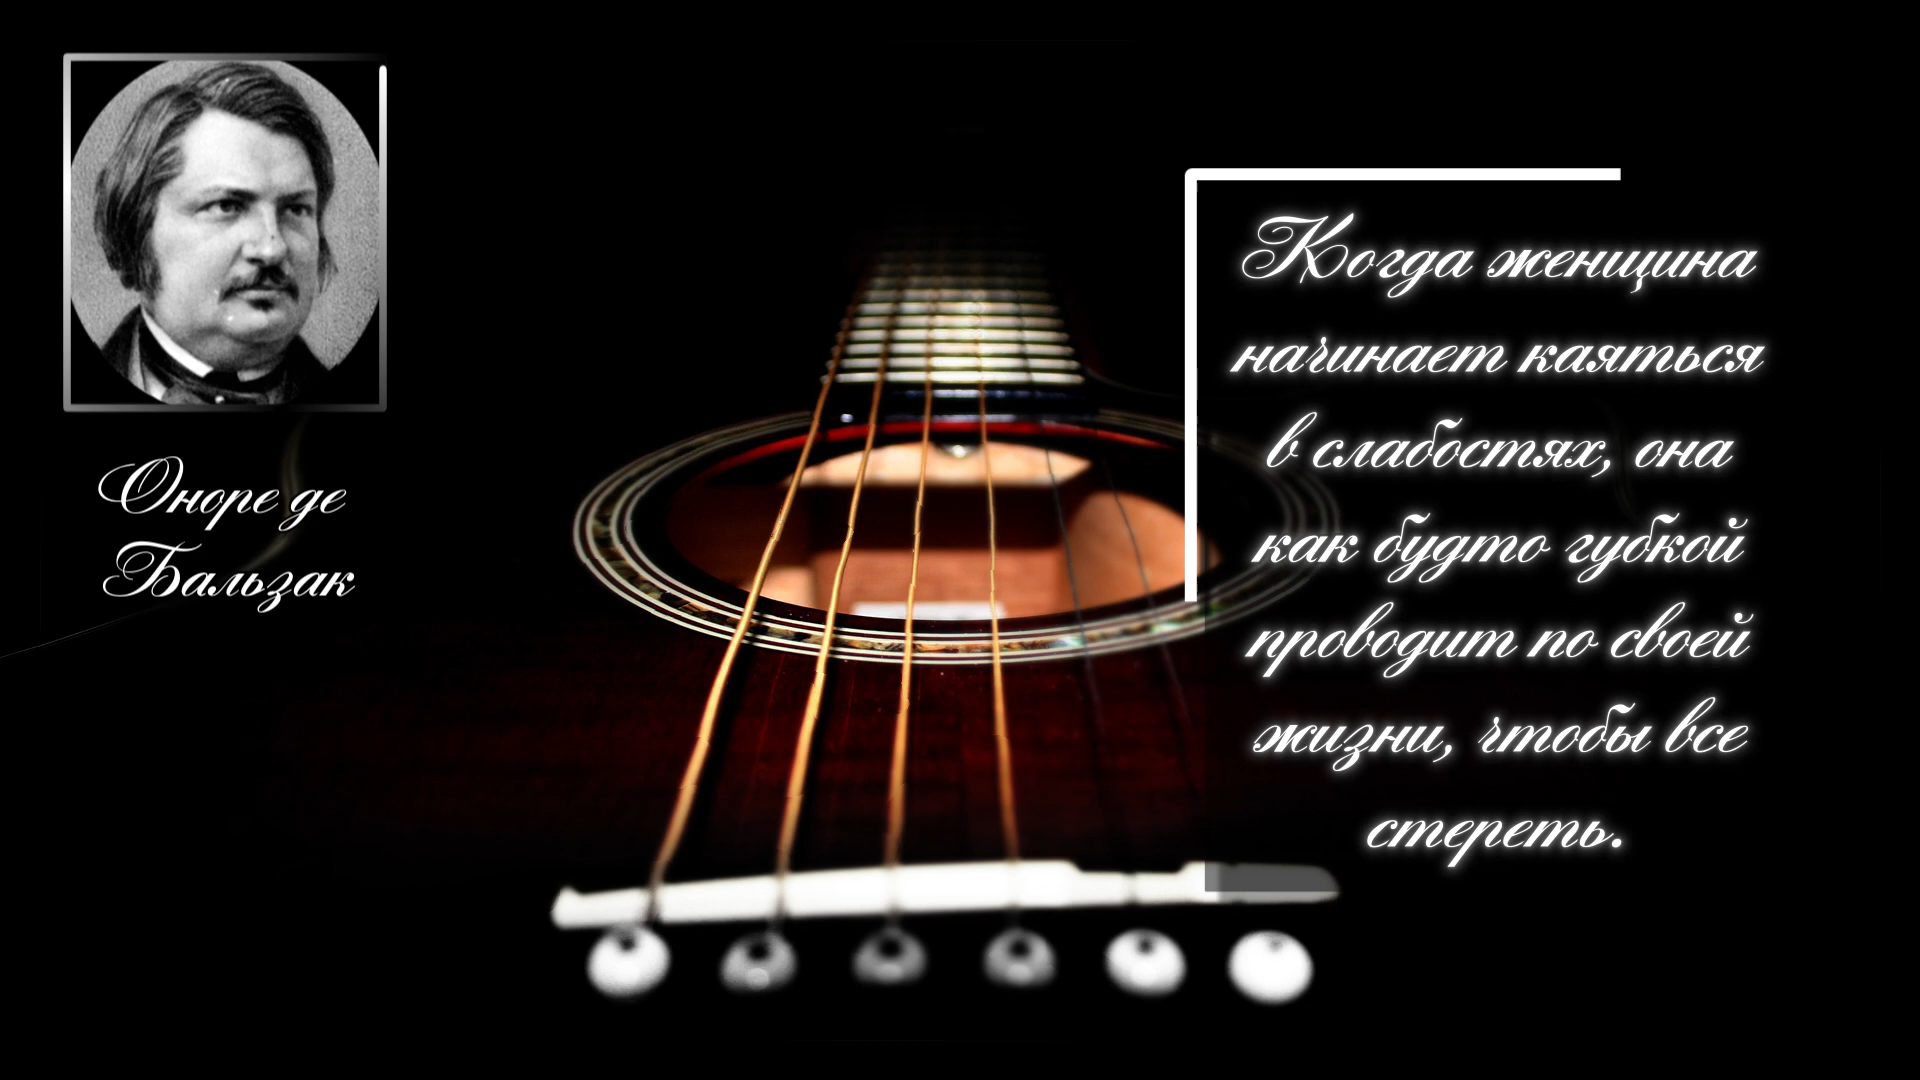 Оноре де
Бальзак
Когда женщина
начинает каяться
в слабостях, она
как будто губкой
проводит по своей
жизни, чтобы все
стереть.